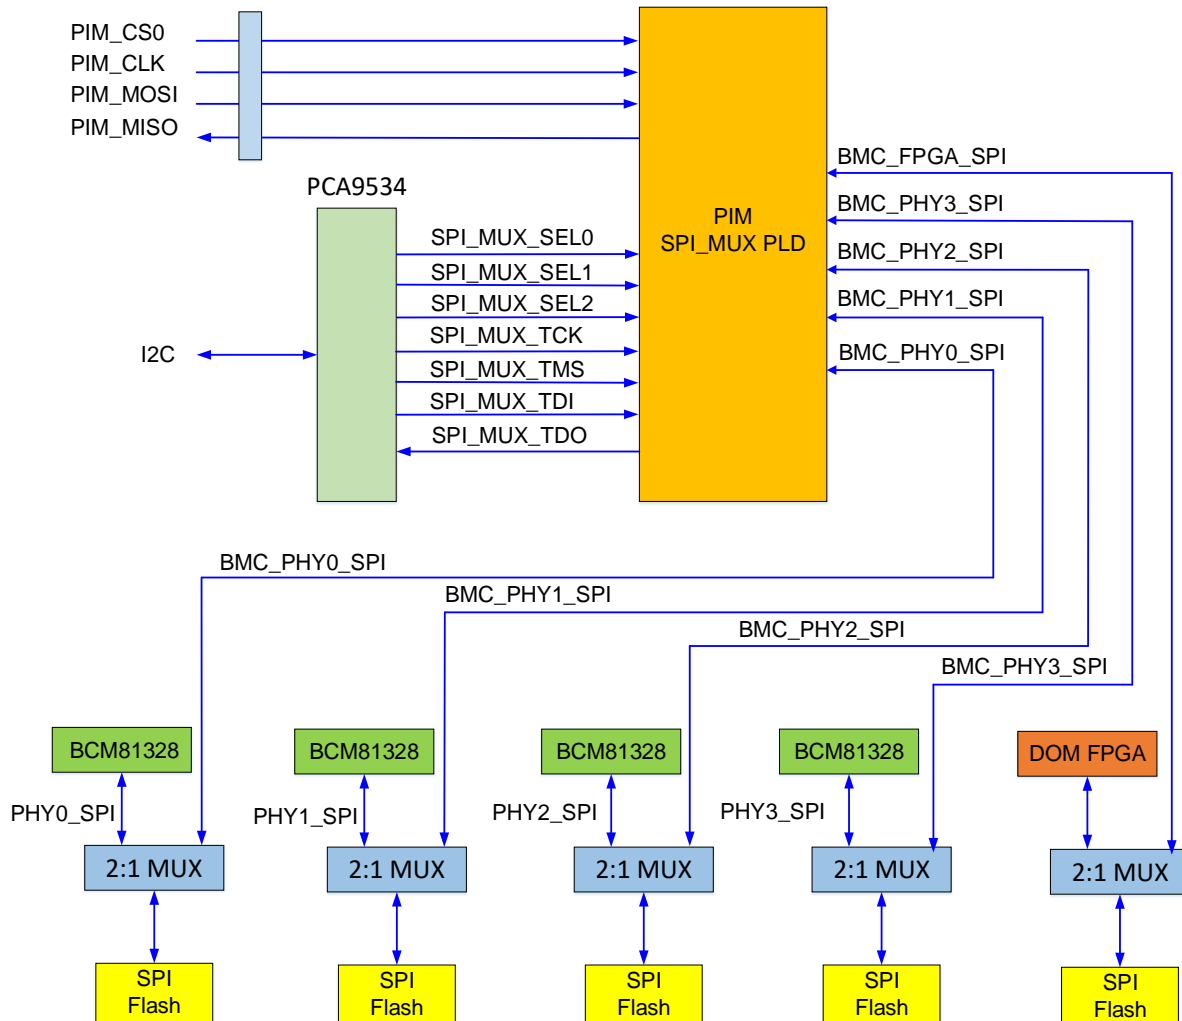 PIM_CS0
PIM_CLK
PIM_MOSI
PIM_MISO
PCA9534
SPI_MUX_SEL0
SPI_MUX_SEL1
SPI_MUX_SEL2
SPI_MUX_TCK
SPI_MUX_TMS
SPI_MUX_TDI
SPI_MUX_TDO
I2C
PIM
SPI_MUX PLD
BMC_FPGA_SPI
BMC_PHY3_SPI
BMC_PHY2_SPI
BMC_PHY1_SPI
BMC_PHY0_SPI
BMC_PHY0_SPI
BMC_PHY1_SPI
BMC_PHY2_SPI
BMC_PHY3_SPI
BCM81328
BCM81328
BCM81328
BCM81328
DOM FPGA
PHY0_SPI
PHY1_SPI
PHY2_SPI
PHY3_SPI
2:1 MUX
2:1 MUX
2:1 MUX
2:1 MUX
2:1 MUX
SPI
Flash
SPI
Flash
SPI
Flash
SPI
Flash
SPI
Flash